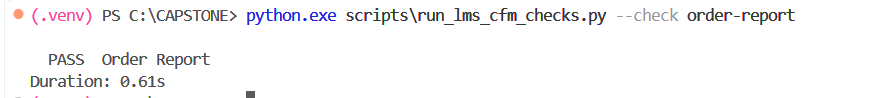 (.venv) PS C:\CAPSTONE> python.exe scripts\run_lms_cfm_checks.py --check order-report
PASS Order Report
Duration: 0.61s